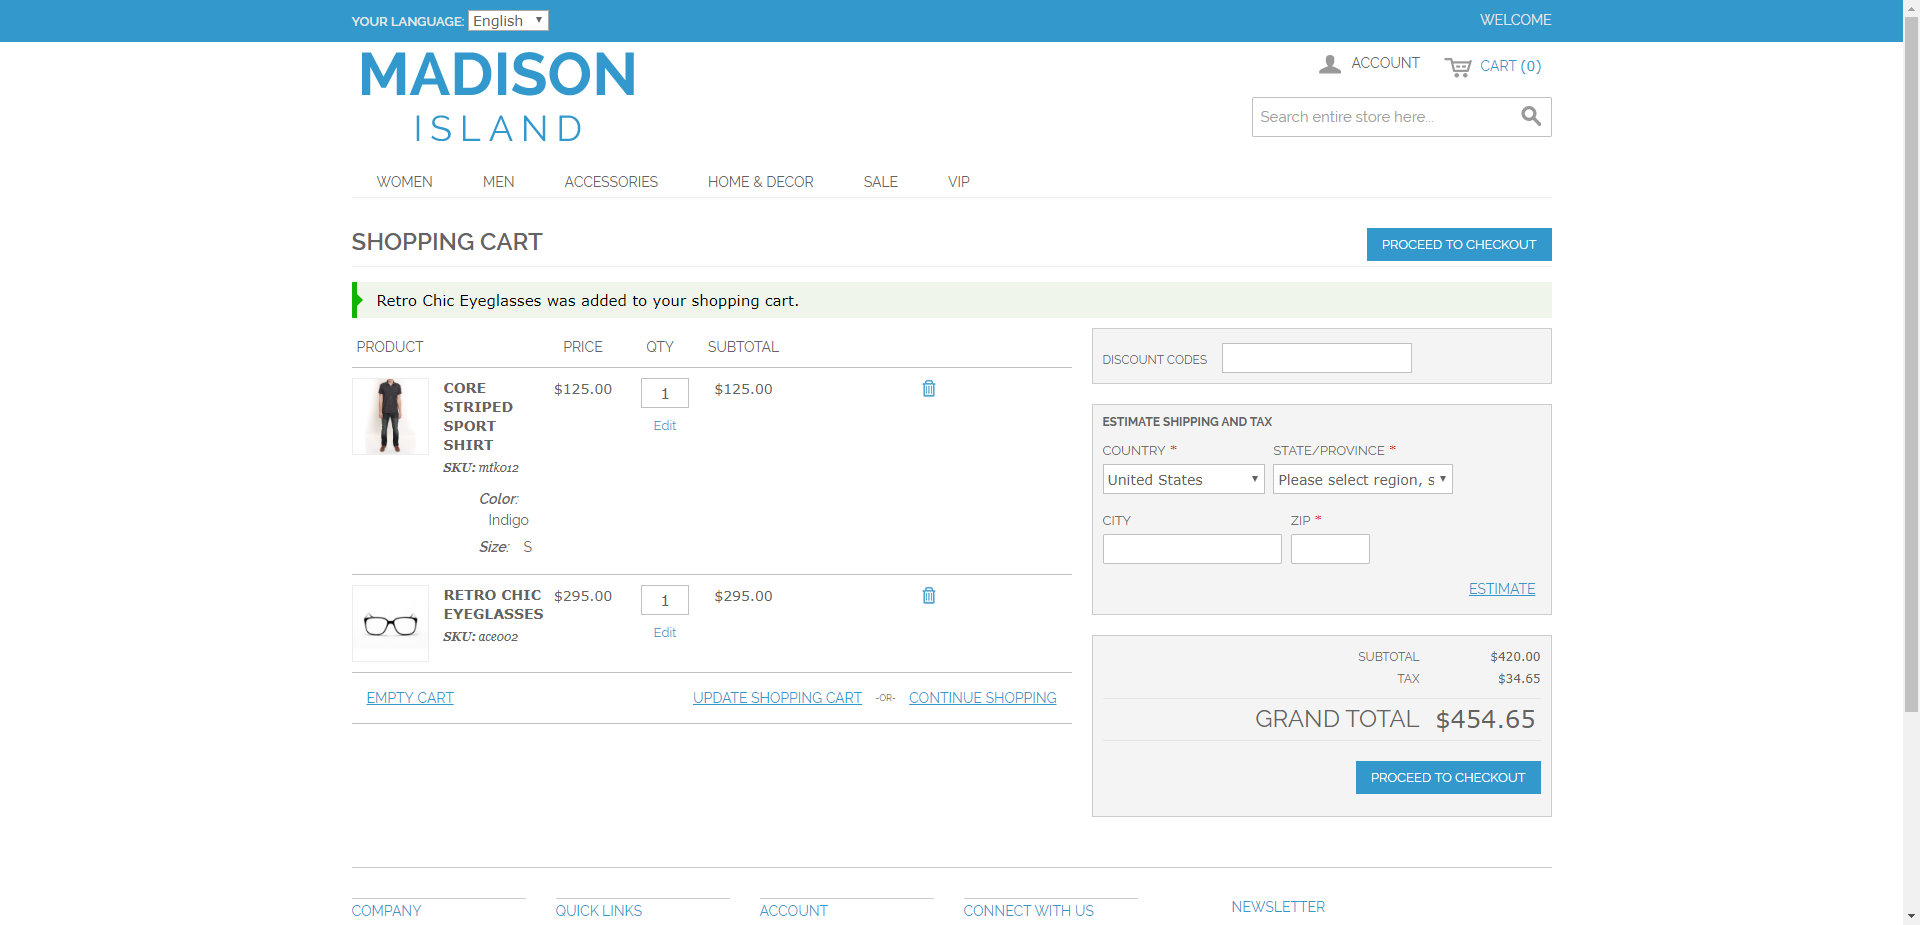 YOUR LANGUAGE: English
WELCOME
MADISON
ISLAND
ACCOUNT
CART (0)
Search entire store here...
WOMEN MEN ACCESSORIES HOME & DECOR SALE VIP
SHOPPING CART
PROCEED TO CHECKOUT
Retro Chic Eyeglasses was added to your shopping cart.
PRODUCT PRICE QTY SUBTOTAL
CORE
STRIPED
SPORT
SHIRT
SKU: mtk012
Color:
Indigo
Size: S
$125.00 1 $125.00
Edit
RETRO CHIC
EYEGLASSES
SKU: ace002
$295.00 1 $295.00
Edit
EMPTY CART UPDATE SHOPPING CART -OR- CONTINUE SHOPPING
DISCOUNT CODES
ESTIMATE SHIPPING AND TAX
COUNTRY * STATE/PROVINCE *
United States Please select region, s
CITY ZIP *
ESTIMATE
SUBTOTAL $420.00
TAX $34.65
GRAND TOTAL $454.65
PROCEED TO CHECKOUT
COMPANY QUICK LINKS ACCOUNT CONNECT WITH US NEWSLETTER